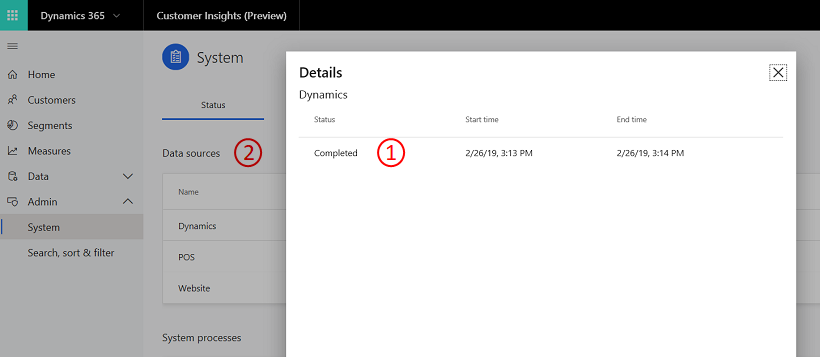 Dynamics 365 Customer Insights (Preview)
Home
Customers
Segments
Measures
Data
Admin
System
Search, sort & filter
System
Status
Data sources 2
Name
Dynamics
POS
Website
System processes
Details
Dynamics
Status Start time End time
Completed 1 2/26/19, 3:13 PM 2/26/19, 3:14 PM